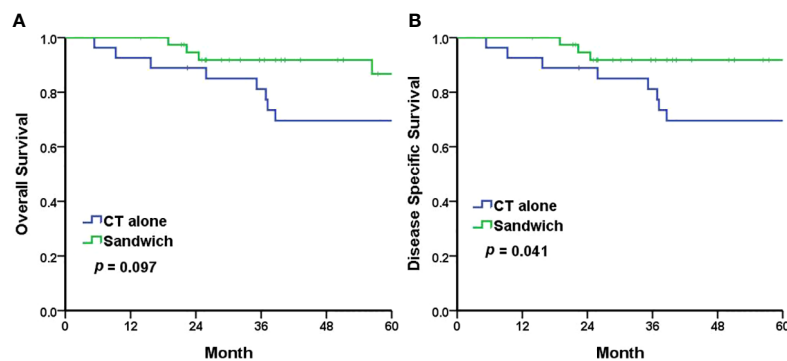 A
Overall Survival
1.0
0.8
0.6
0.4
0.2
0.0
CT alone
Sandwich
p = 0.097
0 12 24 36 48 60
Month
B
Disease Specific Survival
1.0
0.8
0.6
0.4
0.2
0.0
CT alone
Sandwich
p = 0.041
0 12 24 36 48 60
Month